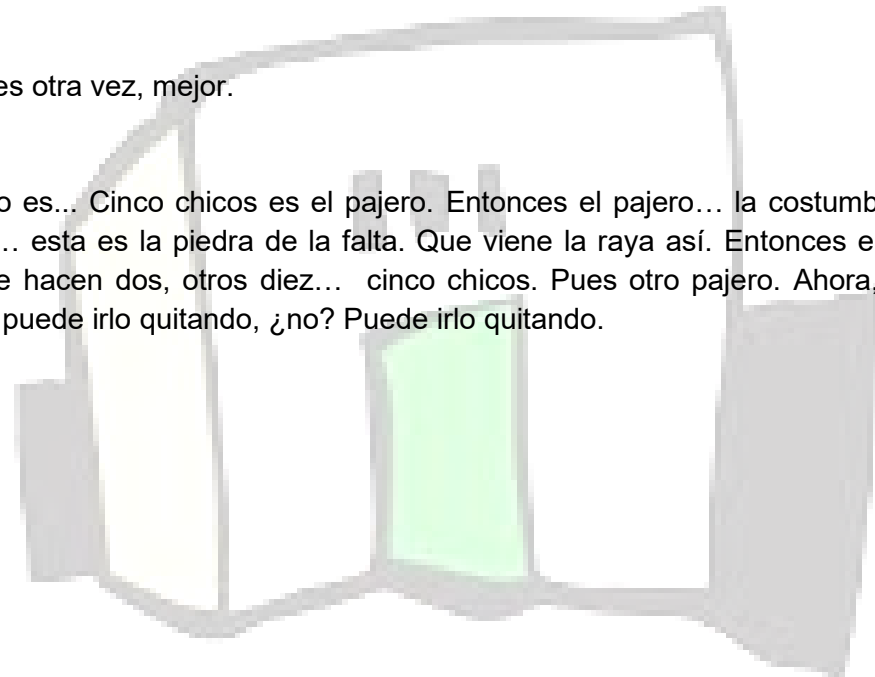 es otra vez, mejor.
o es... Cinco chicos es el pajero. Entonces el pajero… la costumb
… esta es la piedra de la falta. Que viene la raya así. Entonces e
e hacen dos, otros diez… cinco chicos. Pues otro pajero. Ahora,
puede irlo quitando, ¿no? Puede irlo quitando.